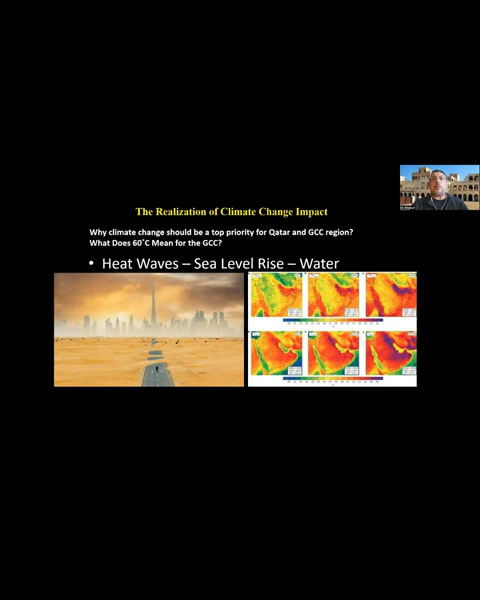 The Realization of Climate Change Impact
Why climate change should be a top priority for Qatar and GCC region?
What Does 60˚C Mean for the GCC?
• Heat Waves – Sea Level Rise – Water